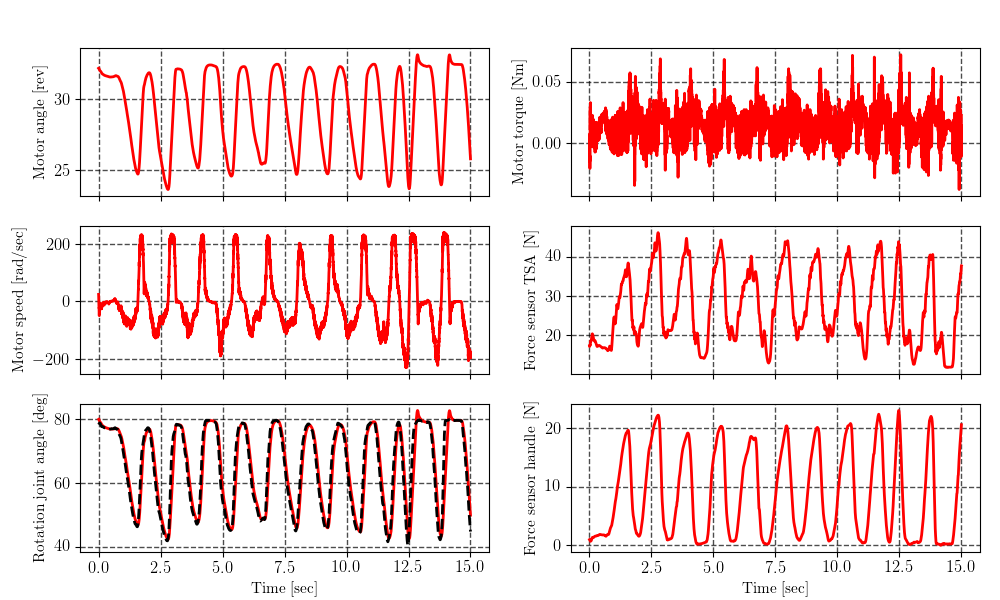 Motor angle [rev]
30
25
Motor torque [Nm]
0.05
0.00
Motor speed [rad/sec]
200
0
−200
Force sensor TSA [N]
40
30
20
Rotation joint angle [deg]
80
60
40
0.0 2.5 5.0 7.5 10.0 12.5 15.0
Time [sec]
Force sensor handle [N]
20
10
0
0.0 2.5 5.0 7.5 10.0 12.5 15.0
Time [sec]